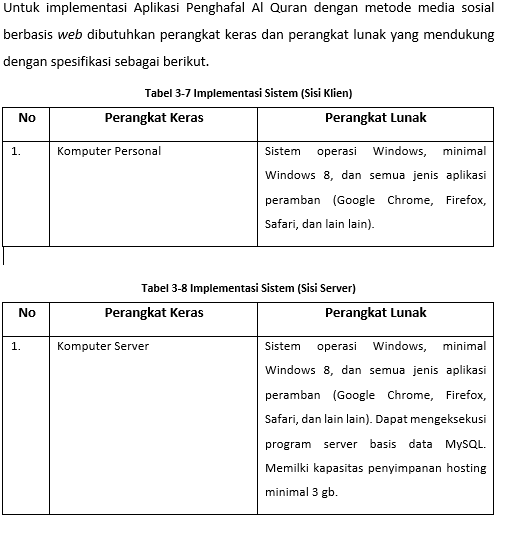 Untuk implementasi Aplikasi Penghafal Al Quran dengan metode media sosial
berbasis web dibutuhkan perangkat keras dan perangkat lunak yang mendukung
dengan spesifikasi sebagai berikut.
Tabel 3-7 Implementasi Sistem (Sisi Klien)
No Perangkat Keras Perangkat Lunak
1. Komputer Personal Sistem operasi Windows, minimal
Windows 8, dan semua jenis aplikasi
peramban (Google Chrome, Firefox,
Safari, dan lain lain).
Tabel 3-8 Implementasi Sistem (Sisi Server)
No Perangkat Keras Perangkat Lunak
1. Komputer Server Sistem operasi Windows, minimal
Windows 8, dan semua jenis aplikasi
peramban (Google Chrome, Firefox,
Safari, dan lain lain). Dapat mengeksekusi
program server basis data MySQL.
Memilki kapasitas penyimpanan hosting
minimal 3 gb.